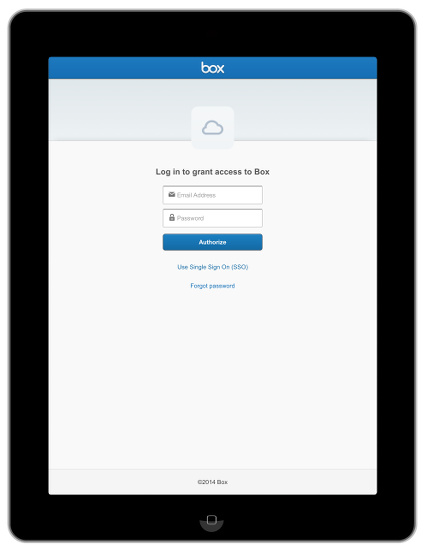 box
Log in to grant access to Box
Email Address
Password
Authorize
Use Single Sign On (SSO)
Forgot password
©2014 Box